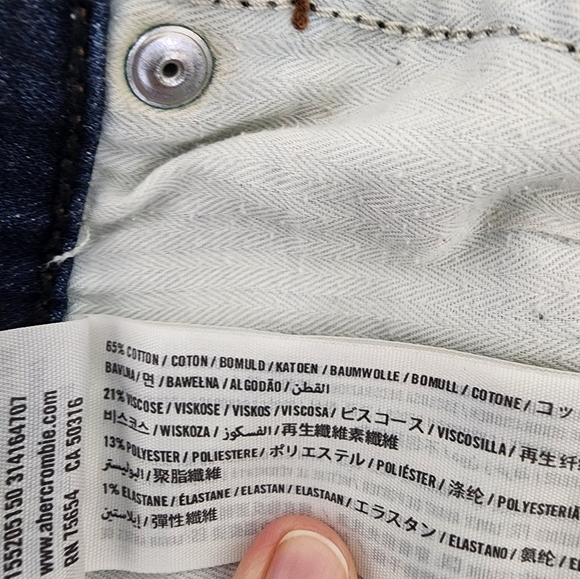 65% COTTON / COTON / BOMULD / KATOEN / BAUMWOLLE / BOMULL / COTONE / コッ
BAVLNA / 면 / BAWEŁNA / ALGODÃO / القطن
21% VISCOSE / VISKOSE / VISKOS / VISCOSA / ビスコース / VISCOSILLA / 再生纤
비스코스 / WISKOZA / الفسكوز / 再生纖維素纖維
13% POLYESTER / POLIESTERE / ポリエステル / POLIÉSTER / 涤纶 / POLYESTERIA
البوليستر / 聚脂纖維
1% ELASTANE / ÉLASTANE / ELASTAN / ELASTAAN / エラスタン / ELASTANO / 氨纶 / EL
إيلاستين / 彈性纖維
155205150 314164707
www.abercrombie.com
RN 75654 CA 50316